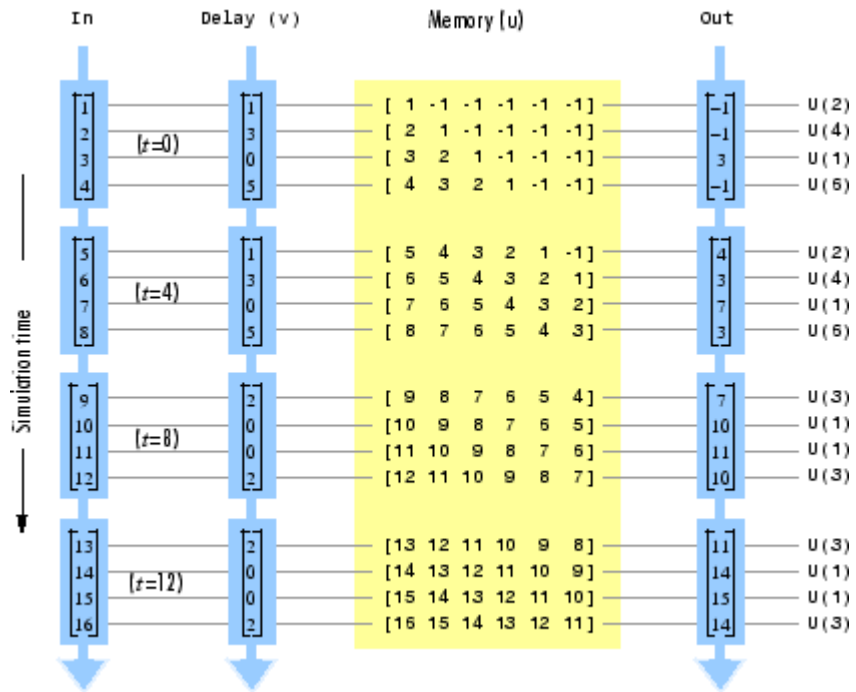 In Delay (v) Memory (u) Out
1 1 [ 1 -1 -1 -1 -1 -1] -1 U(2)
2 3 [ 2 1 -1 -1 -1 -1] -1 U(4)
(t=0)
3 0 [ 3 2 1 -1 -1 -1] 3 U(1)
4 5 [ 4 3 2 1 -1 -1] -1 U(6)
5 1 [ 5 4 3 2 1 -1] 4 U(2)
6 3 [ 6 5 4 3 2 1] 3 U(4)
(t=4)
7 0 [ 7 6 5 4 3 2] 7 U(1)
8 5 [ 8 7 6 5 4 3] 3 U(6)
Simulation time
9 2 [ 9 8 7 6 5 4] 7 U(3)
10 0 [10 9 8 7 6 5] 10 U(1)
(t=8)
11 0 [11 10 9 8 7 6] 11 U(1)
12 2 [12 11 10 9 8 7] 10 U(3)
13 2 [13 12 11 10 9 8] 11 U(3)
14 0 [14 13 12 11 10 9] 14 U(1)
(t=12)
15 0 [15 14 13 12 11 10] 15 U(1)
16 2 [16 15 14 13 12 11] 14 U(3)